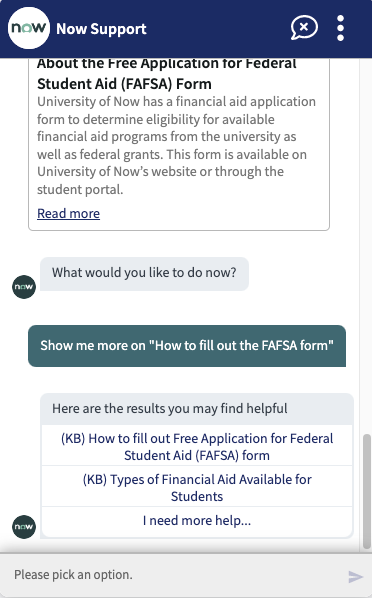 now Now Support
About the Free Application for Federal
Student Aid (FAFSA) Form
University of Now has a financial aid application
form to determine eligibility for available
financial aid programs from the university as
well as federal grants. This form is available on
University of Now's website or through the
student portal.
Read more
What would you like to do now?
now
Show me more on "How to fill out the FAFSA form"
Here are the results you may find helpful
(KB) How to fill out Free Application for Federal
Student Aid (FAFSA) form
(KB) Types of Financial Aid Available for
Students
I need more help...
now
Please pick an option.